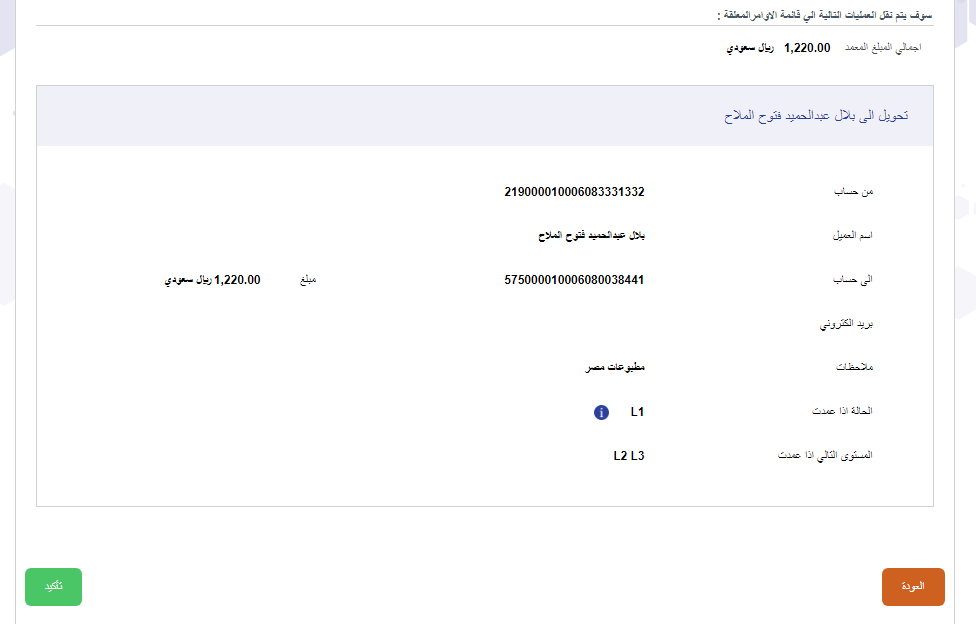 سوف يتم نقل العمليات التالية الي قائمة الاوامر المعلقة :
اجمالي المبلغ المعمد 1,220.00 ريال سعودي
تحويل الى بلال عبدالحميد فتوح الملاح
من حساب 219000010006083331332
اسم العميل بلال عبدالحميد فتوح الملاح
الى حساب 575000010006080038441 مبلغ 1,220.00 ريال سعودي
بريد الكتروني
ملاحظات مطبوعات مصر
الحالة اذا عمدت L1
المستوى التالي اذا عمدت L2 L3
العودة تأكيد